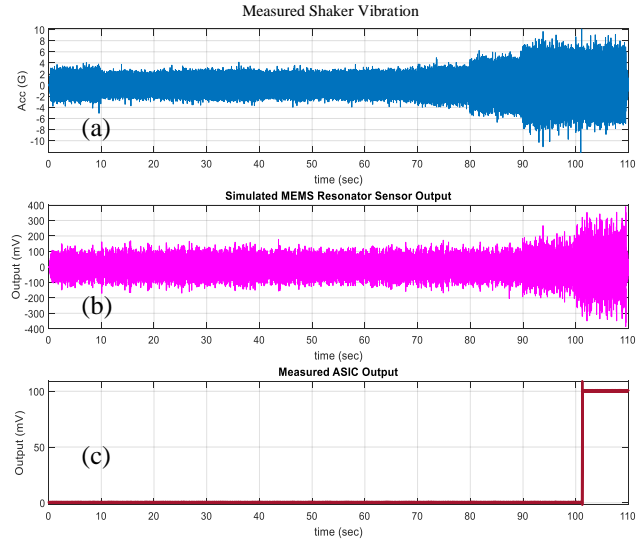 Measured Shaker Vibration
10
8
6
4
2
0
-2
-4
-6
-8
-10
Acc (G)
(a)
0 10 20 30 40 50 60 70 80 90 100 110
time (sec)
Simulated MEMS Resonator Sensor Output
400
300
200
100
0
-100
-200
-300
-400
Output (mV)
(b)
0 10 20 30 40 50 60 70 80 90 100 110
time (sec)
Measured ASIC Output
100
50
0
Output (mV)
(c)
0 10 20 30 40 50 60 70 80 90 100 110
time (sec)